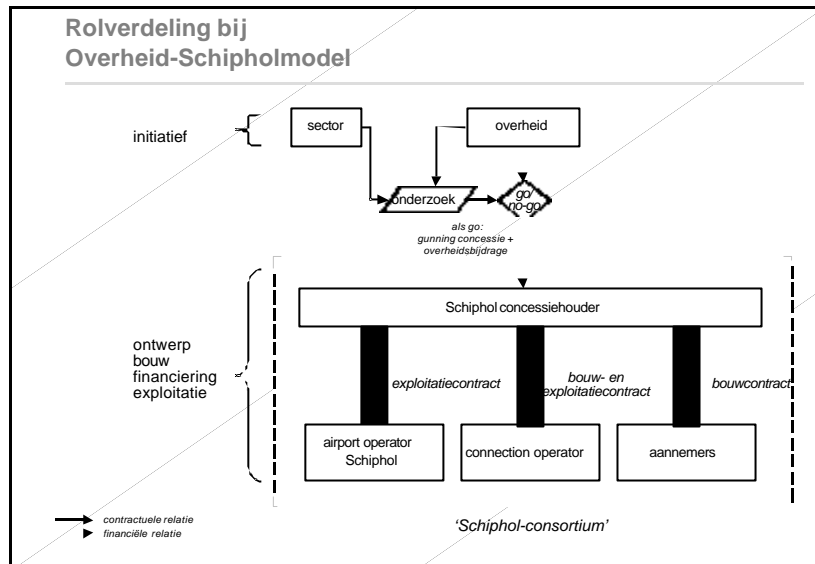 Rolverdeling bij
Overheid-Schipholmodel
initiatief
sector
overheid
onderzoek
go/
no-go
als go:
gunning concessie +
overheidsbijdrage
Schiphol concessiehouder
ontwerp
bouw
financiering
exploitatie
exploitatiecontract
bouw- en
exploitatiecontract
bouwcontract
airport operator
Schiphol
connection operator
aannemers
contractuele relatie
financiële relatie
'Schiphol-consortium'